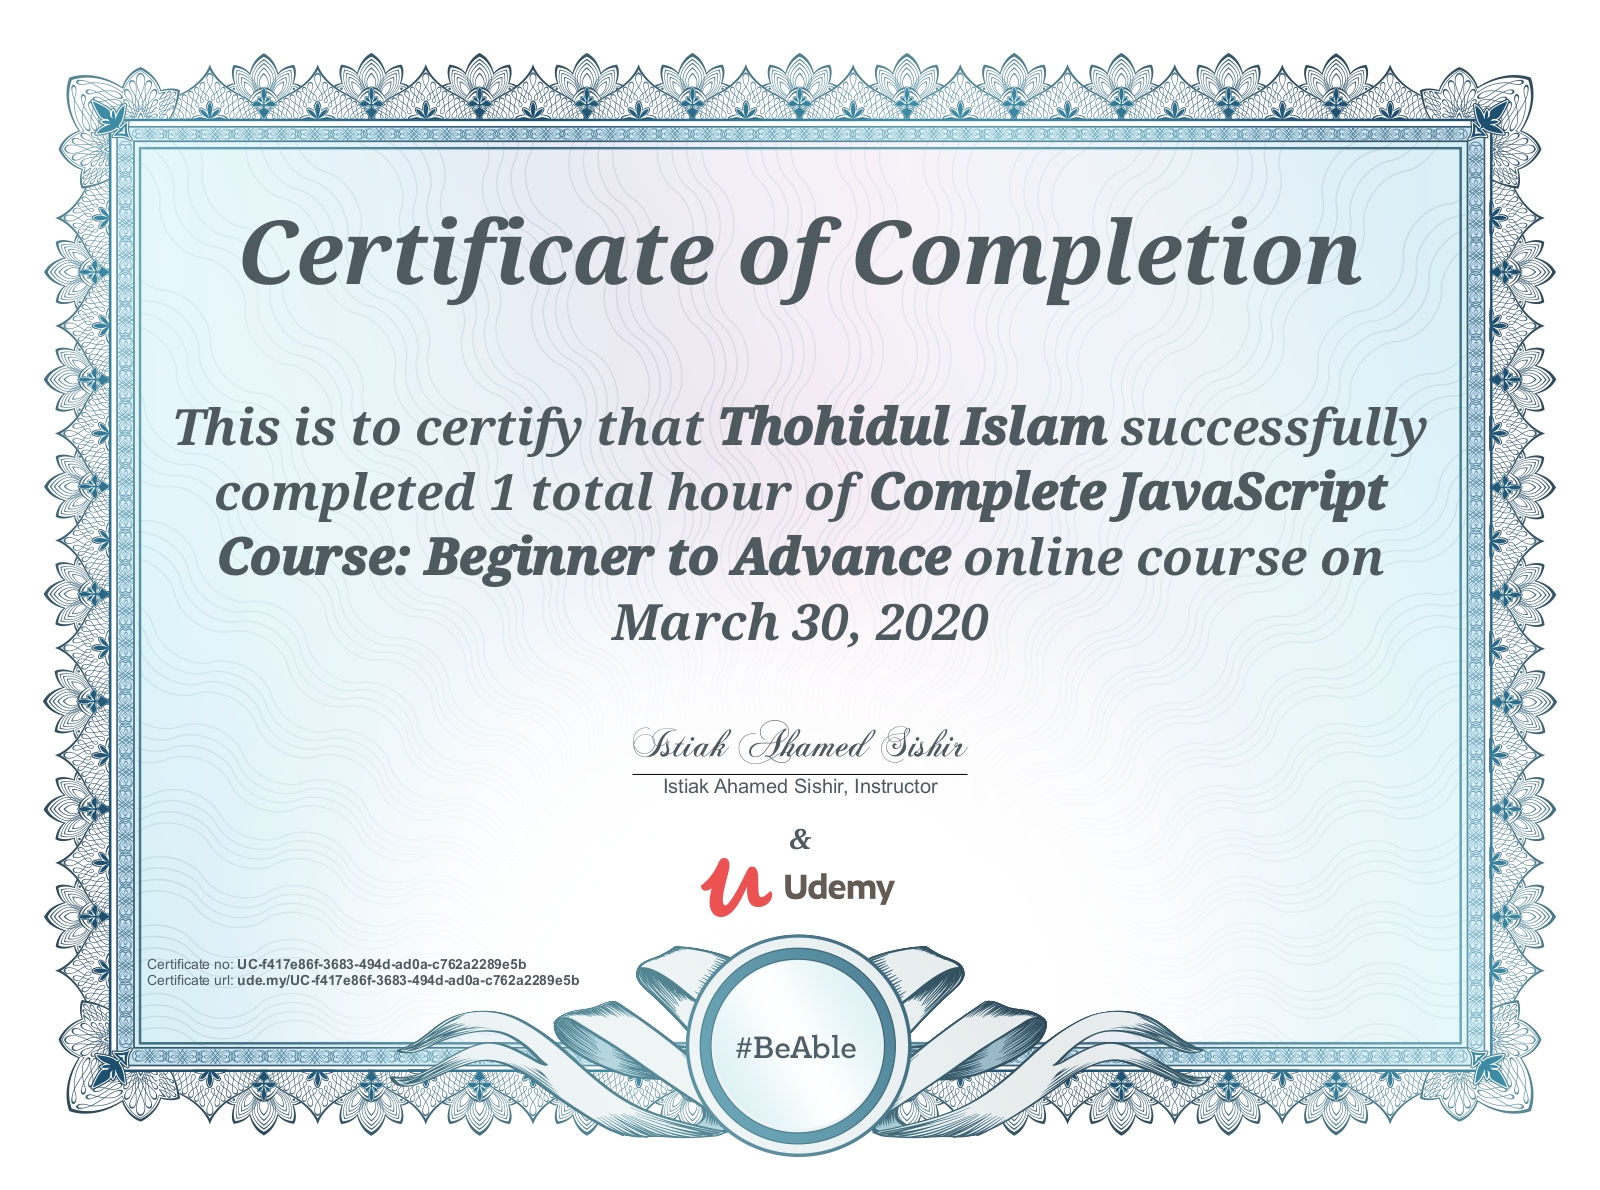 Certificate of Completion
This is to certify that Thohidul Islam successfully
completed 1 total hour of Complete JavaScript
Course: Beginner to Advance online course on
March 30, 2020
Istiak Ahamed Sishir
Istiak Ahamed Sishir, Instructor
&
Udemy
Certificate no: UC-f417e86f-3683-494d-ad0a-c762a2289e5b
Certificate url: ude.my/UC-f417e86f-3683-494d-ad0a-c762a2289e5b
#BeAble